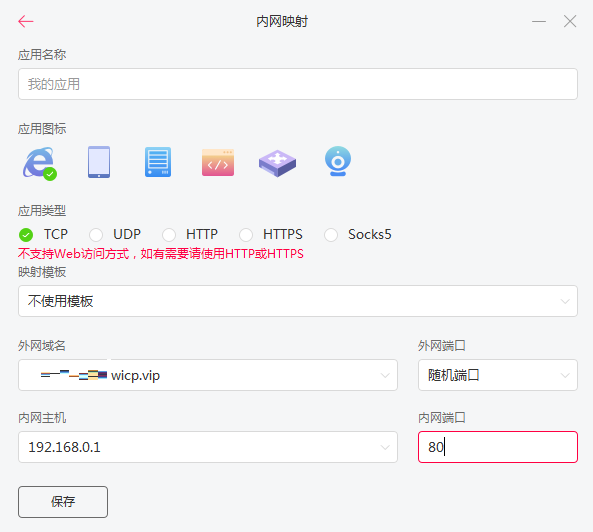 内网映射
应用名称
我的应用
应用图标
应用类型
TCP UDP HTTP HTTPS Socks5
不支持Web访问方式，如有需要请使用HTTP或HTTPS
映射模板
不使用模板
外网域名 外网端口
wicp.vip 随机端口
内网主机 内网端口
192.168.0.1 80
保存